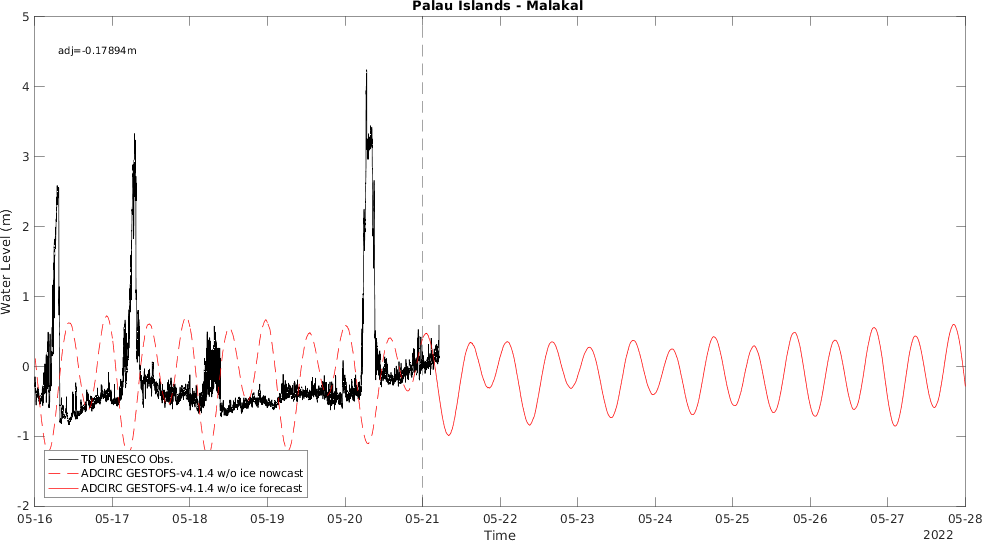 Palau Islands - Malakal
5
adj=-0.17894m
4
3
2
1
0
-1
-2
Water Level (m)
TD UNESCO Obs.
ADCIRC GESTOFS-v4.1.4 w/o ice nowcast
ADCIRC GESTOFS-v4.1.4 w/o ice forecast
05-16 05-17 05-18 05-19 05-20 05-21 05-22 05-23 05-24 05-25 05-26 05-27 05-28
Time
2022